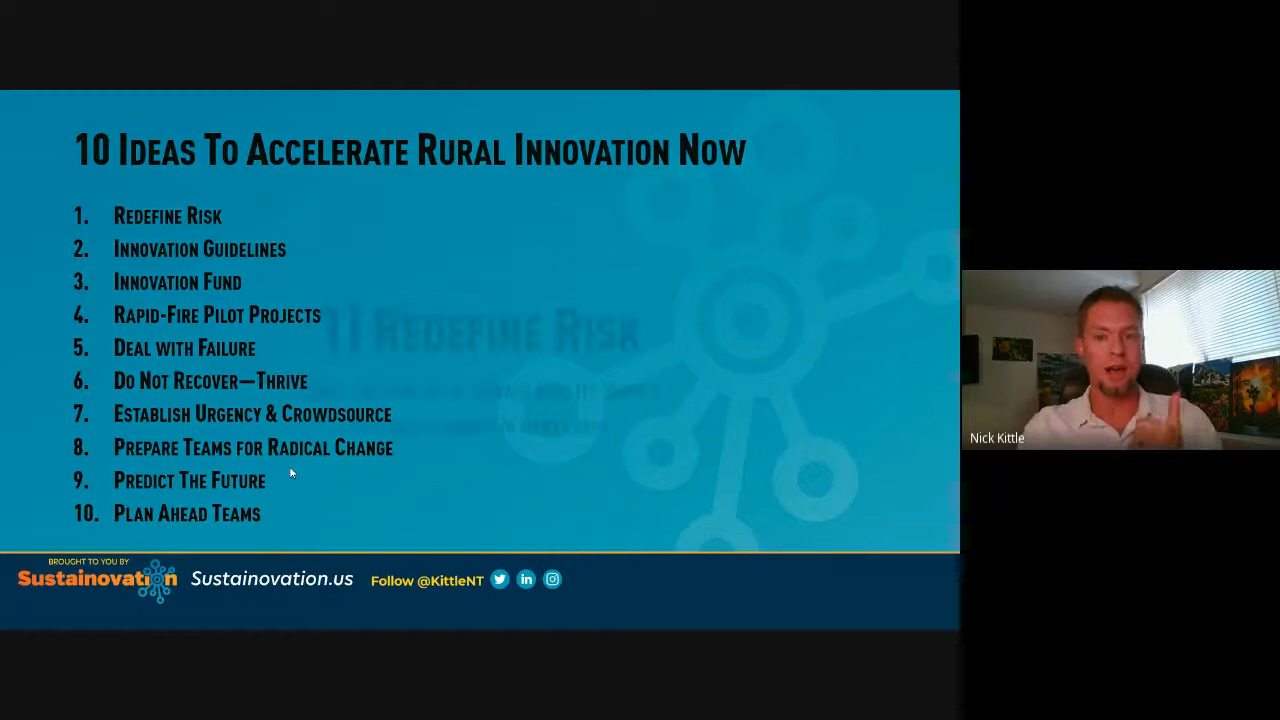 10 Ideas To Accelerate Rural Innovation Now
1. Redefine Risk
2. Innovation Guidelines
3. Innovation Fund
4. Rapid-Fire Pilot Projects
5. Deal with Failure
6. Do Not Recover—Thrive
7. Establish Urgency & Crowdsource
8. Prepare Teams for Radical Change
9. Predict The Future
10. Plan Ahead Teams
1| Redefine Risk
BROUGHT TO YOU BY
Sustainovation
Sustainovation.us
Follow @KittleNT
Nick Kittle